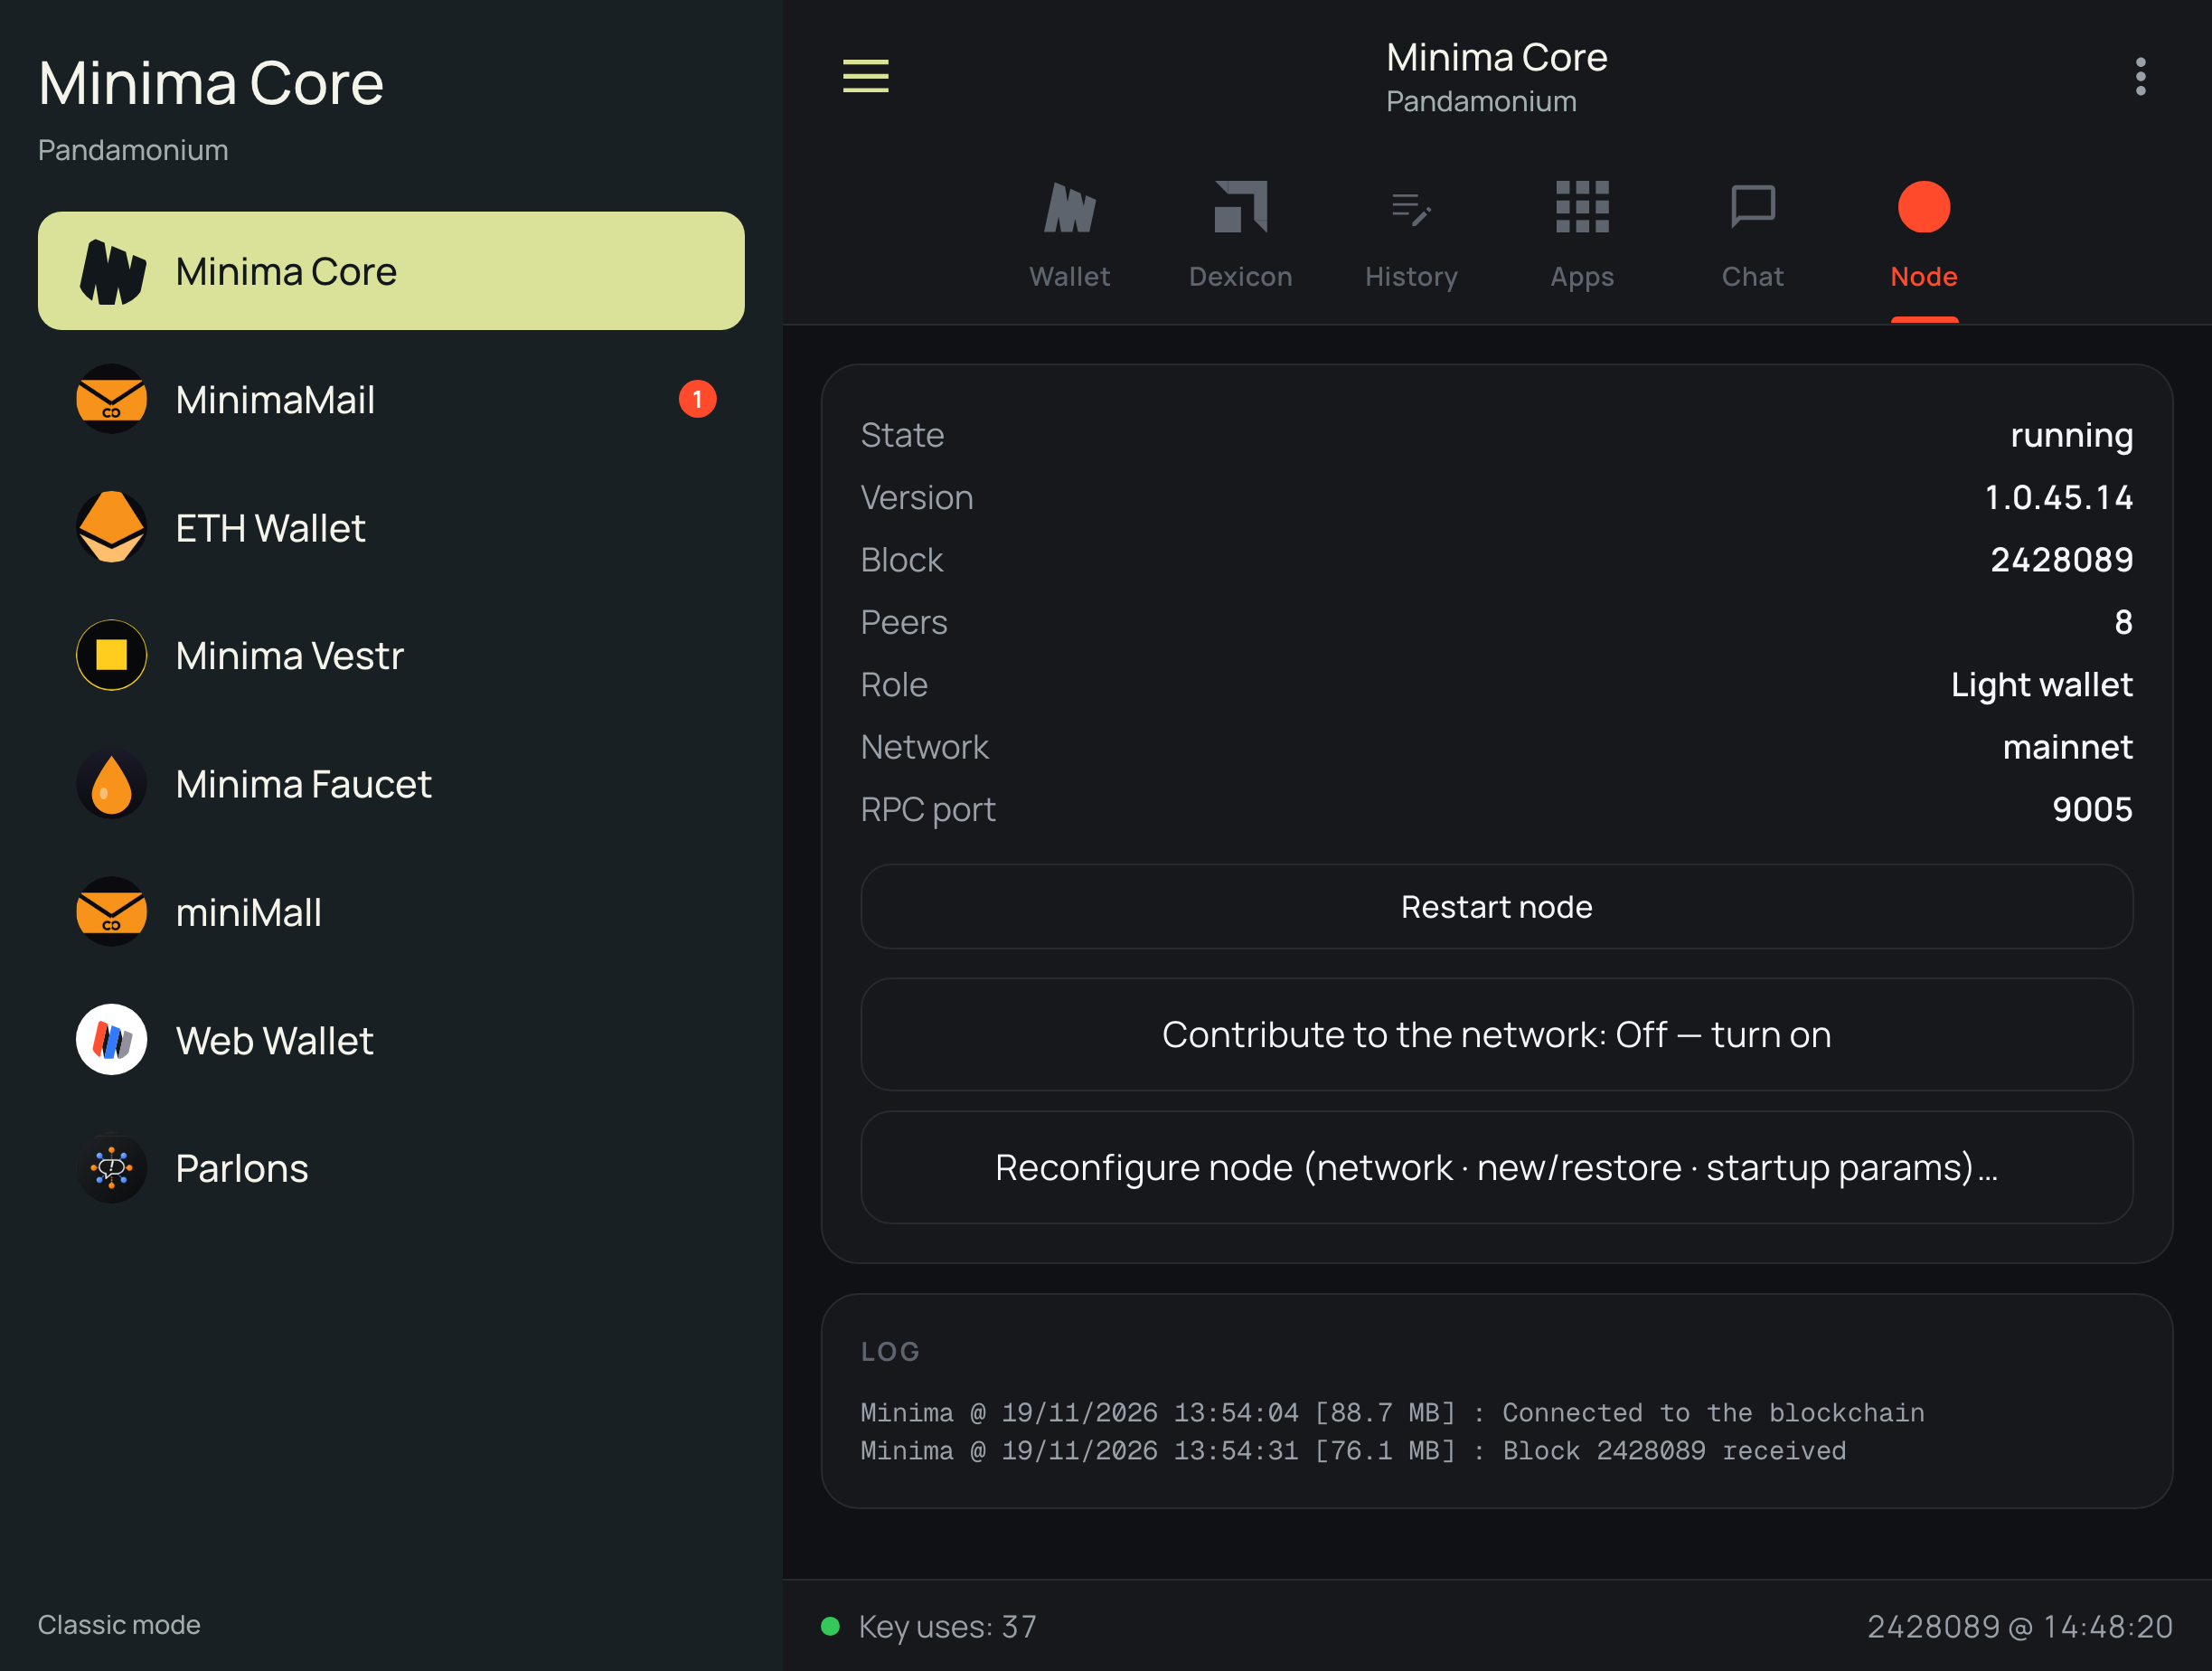 Minima Core
Pandamonium
Minima Core
MinimaMail
1
ETH Wallet
Minima Vestr
Minima Faucet
miniMall
Web Wallet
Parlons
Classic mode
Minima Core
Pandamonium
Wallet
Dexicon
History
Apps
Chat
Node
State running
Version 1.0.45.14
Block 2428089
Peers 8
Role Light wallet
Network mainnet
RPC port 9005
Restart node
Contribute to the network: Off — turn on
Reconfigure node (network · new/restore · startup params)…
LOG
Minima @ 19/11/2026 13:54:04 [88.7 MB] : Connected to the blockchain
Minima @ 19/11/2026 13:54:31 [76.1 MB] : Block 2428089 received
Key uses: 37
2428089 @ 14:48:20